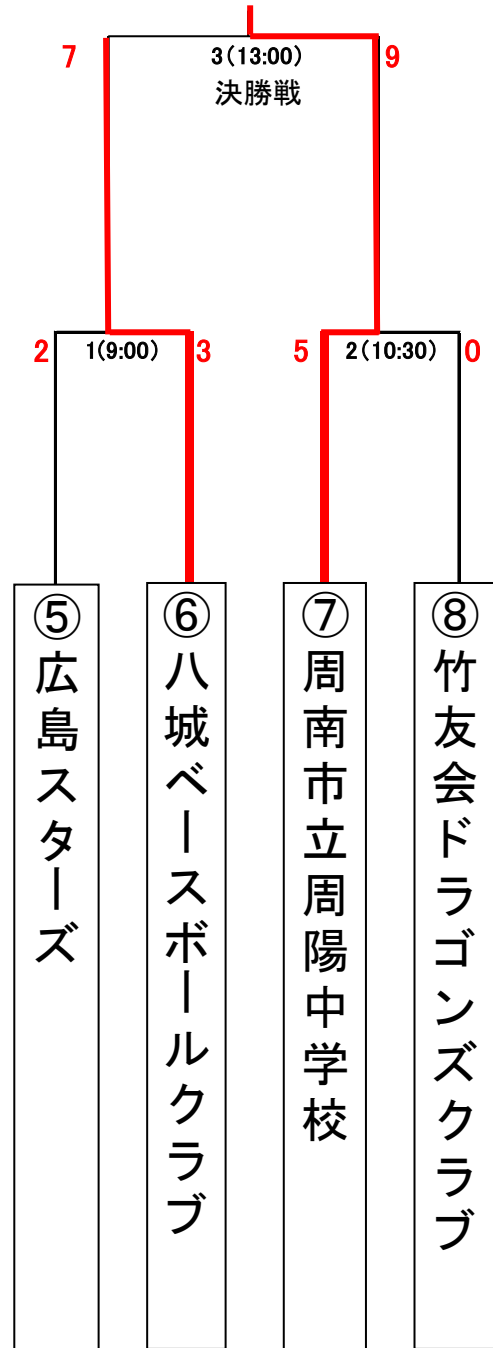 7
3(13:00)
9
決勝戦
2
1(9:00)
3
5
2(10:30)
0
⑤広島スターズ
⑥八城ベースボールクラブ
⑦周南市立周陽中学校
⑧竹友会ドラゴンズクラブ